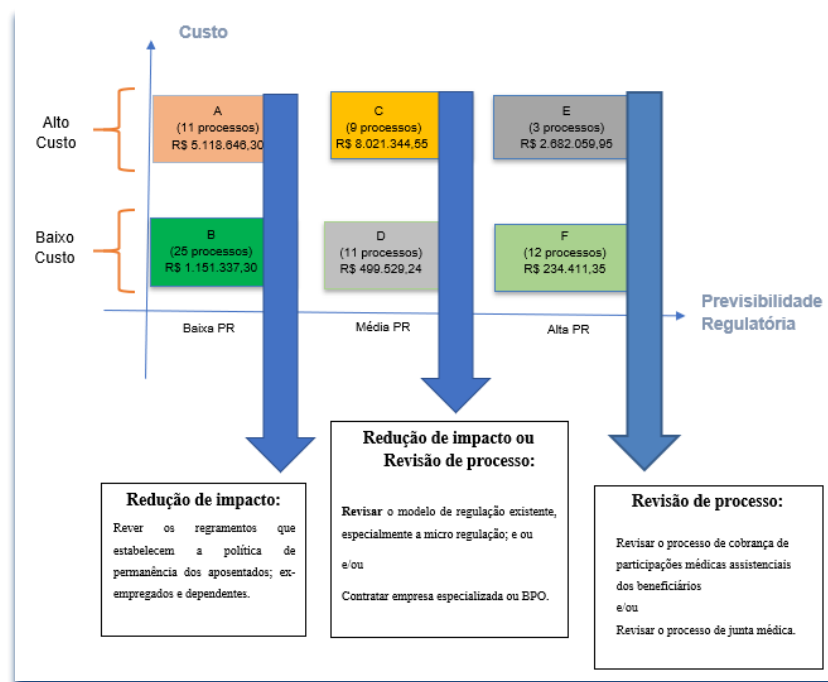 Custo
Alto
Custo
A
(11 processos)
R$ 5.118.646,30
C
(9 processos)
R$ 8.021.344,55
E
(3 processos)
R$ 2.682.059,95
Baixo
Custo
B
(25 processos)
R$ 1.151.337,30
D
(11 processos)
R$ 499.529,24
F
(12 processos)
R$ 234.411,35
Previsibilidade
Regulatória
Baixa PR
Média PR
Alta PR
Redução de impacto:
Rever os regramentos que
estabelecem a política de
permanência dos aposentados; ex-
empregados e dependentes.
Redução de impacto ou
Revisão de processo:
Revisar o modelo de regulação existente,
especialmente a micro regulação; e ou
e/ou
Contratar empresa especializada ou BPO.
Revisão de processo:
Revisar o processo de cobrança de
participações médicas assistenciais
dos beneficiários
e/ou
Revisar o processo de junta médica.